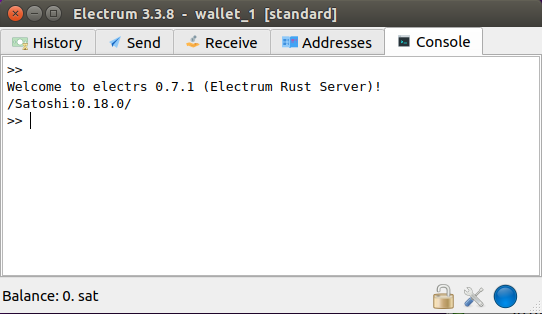 Electrum 3.3.8 - wallet_1 [standard]
History Send Receive Addresses Console
>>
Welcome to electrs 0.7.1 (Electrum Rust Server)!
/Satoshi:0.18.0/
>>
Balance: 0. sat